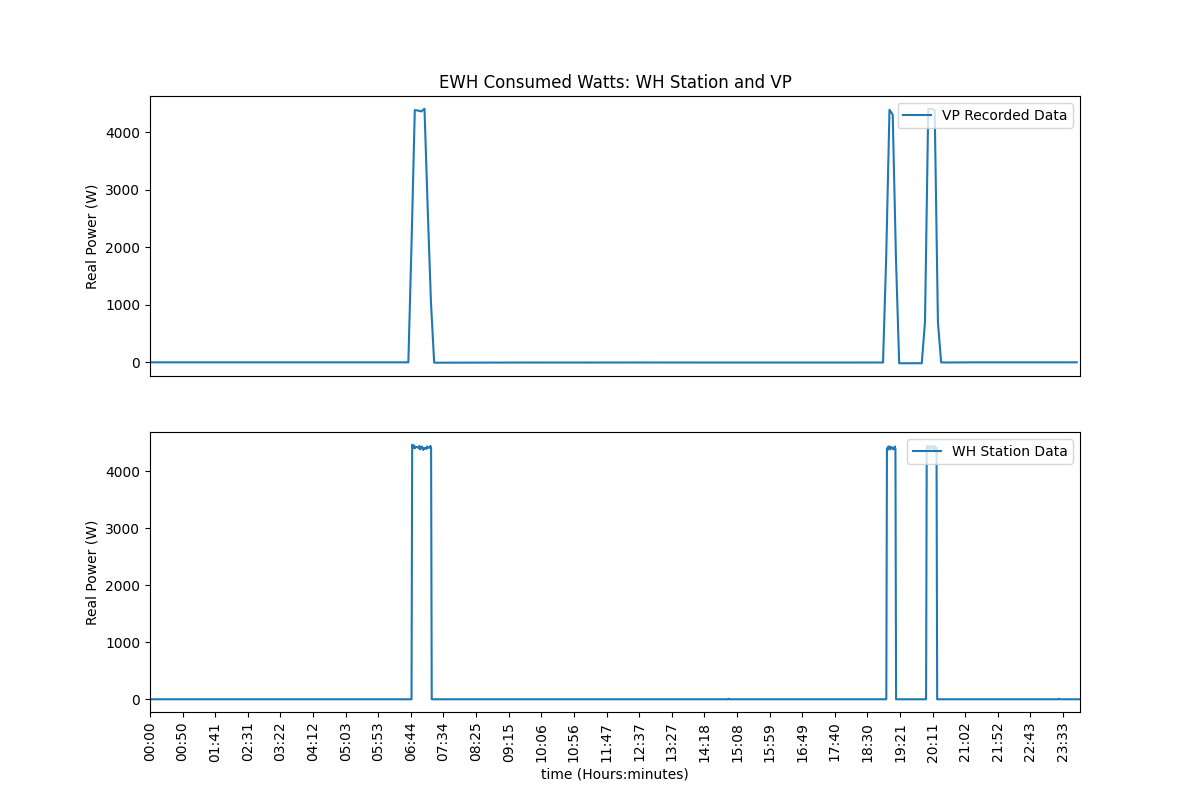 EWH Consumed Watts: WH Station and VP
VP Recorded Data
4000
3000
2000
1000
0
Real Power (W)
WH Station Data
4000
3000
2000
1000
0
Real Power (W)
00:00 00:50 01:41 02:31 03:22 04:12 05:03 05:53 06:44 07:34 08:25 09:15 10:06 10:56 11:47 12:37 13:27 14:18 15:08 15:59 16:49 17:40 18:30 19:21 20:11 21:02 21:52 22:43 23:33
time (Hours:minutes)